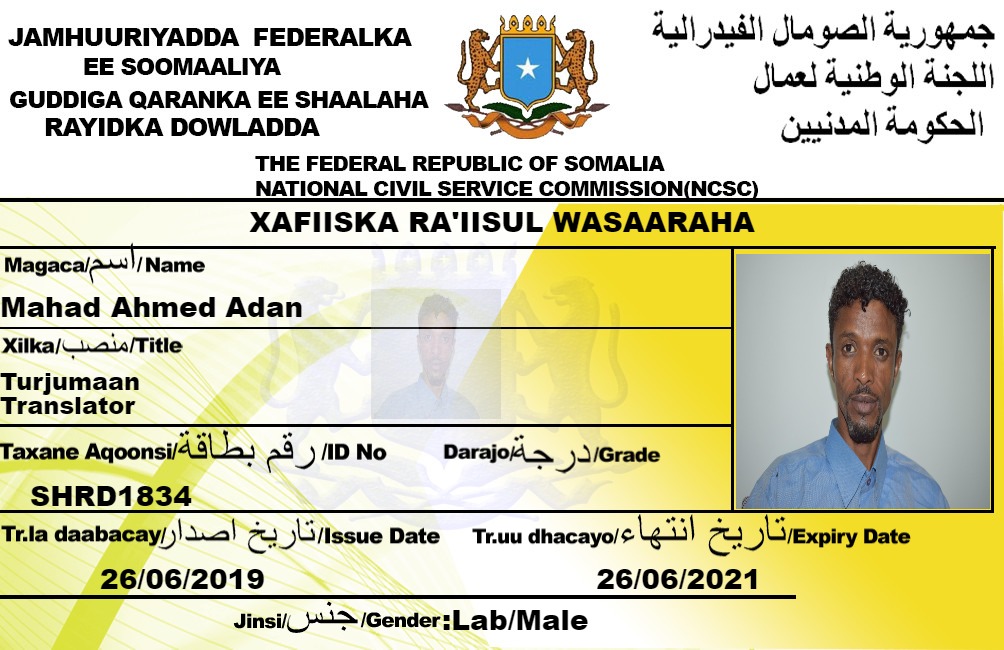 JAMHUURIYADDA FEDERALKA
EE SOOMAALIYA
GUDDIGA QARANKA EE SHAALAHA
RAYIDKA DOWLADDA
جمهورية الصومال الفيدرالية
اللجنة الوطنية لعمال
الحكومة المدنيين
THE FEDERAL REPUBLIC OF SOMALIA
NATIONAL CIVIL SERVICE COMMISSION(NCSC)
XAFIISKA RA'IISUL WASAARAHA
Magaca/اسم/Name
Mahad Ahmed Adan
Xilka/منصب/Title
Turjumaan
Translator
Taxane Aqoonsi/رقم بطاقة/ID No
Darajo/درجة/Grade
SHRD1834
Tr.la daabacay/تاريخ اصدار/Issue Date
Tr.uu dhacayo/تاريخ انتهاء/Expiry Date
26/06/2019
26/06/2021
Jinsi/جنس/Gender:Lab/Male